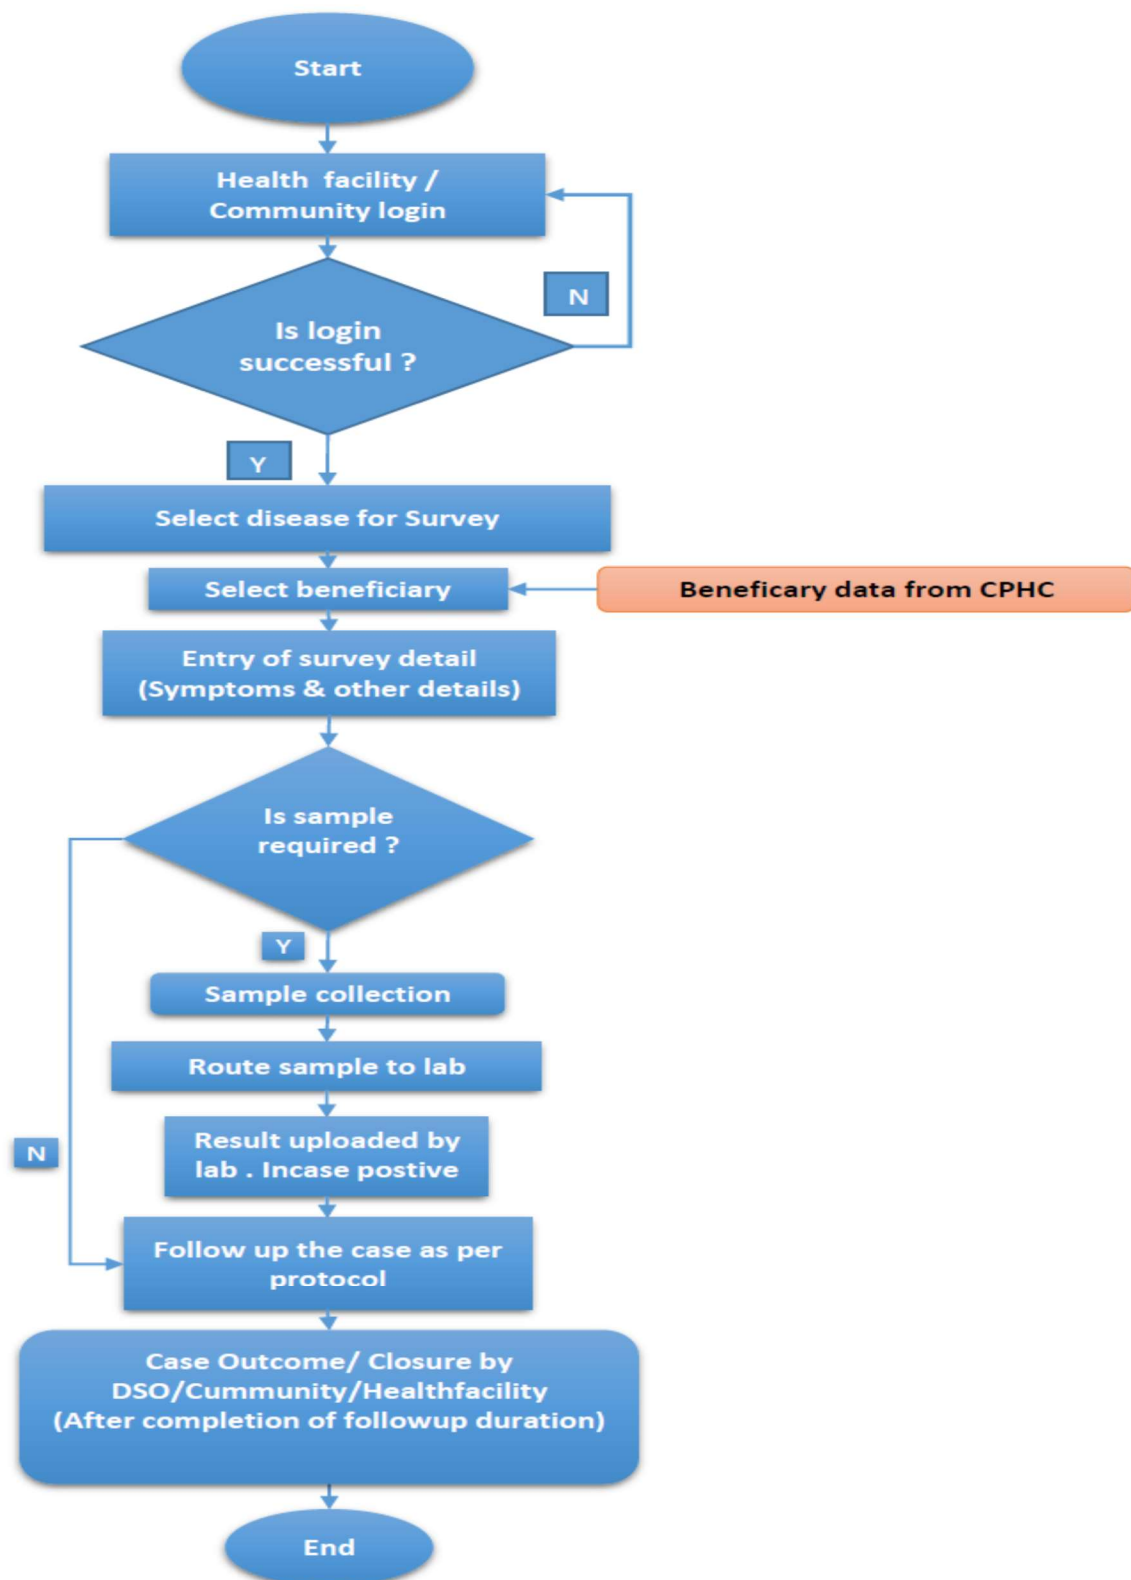 Start
Health facility /
Community login
N
Is login
successful ?
Y
Select disease for Survey
Select beneficiary
Beneficary data from CPHC
Entry of survey detail
(Symptoms & other details)
Is sample
required ?
Y
Sample collection
Route sample to lab
Result uploaded by
lab . Incase postive
N
Follow up the case as per
protocol
Case Outcome/ Closure by
DSO/Cummunity/Healthfacility
(After completion of followup duration)
End